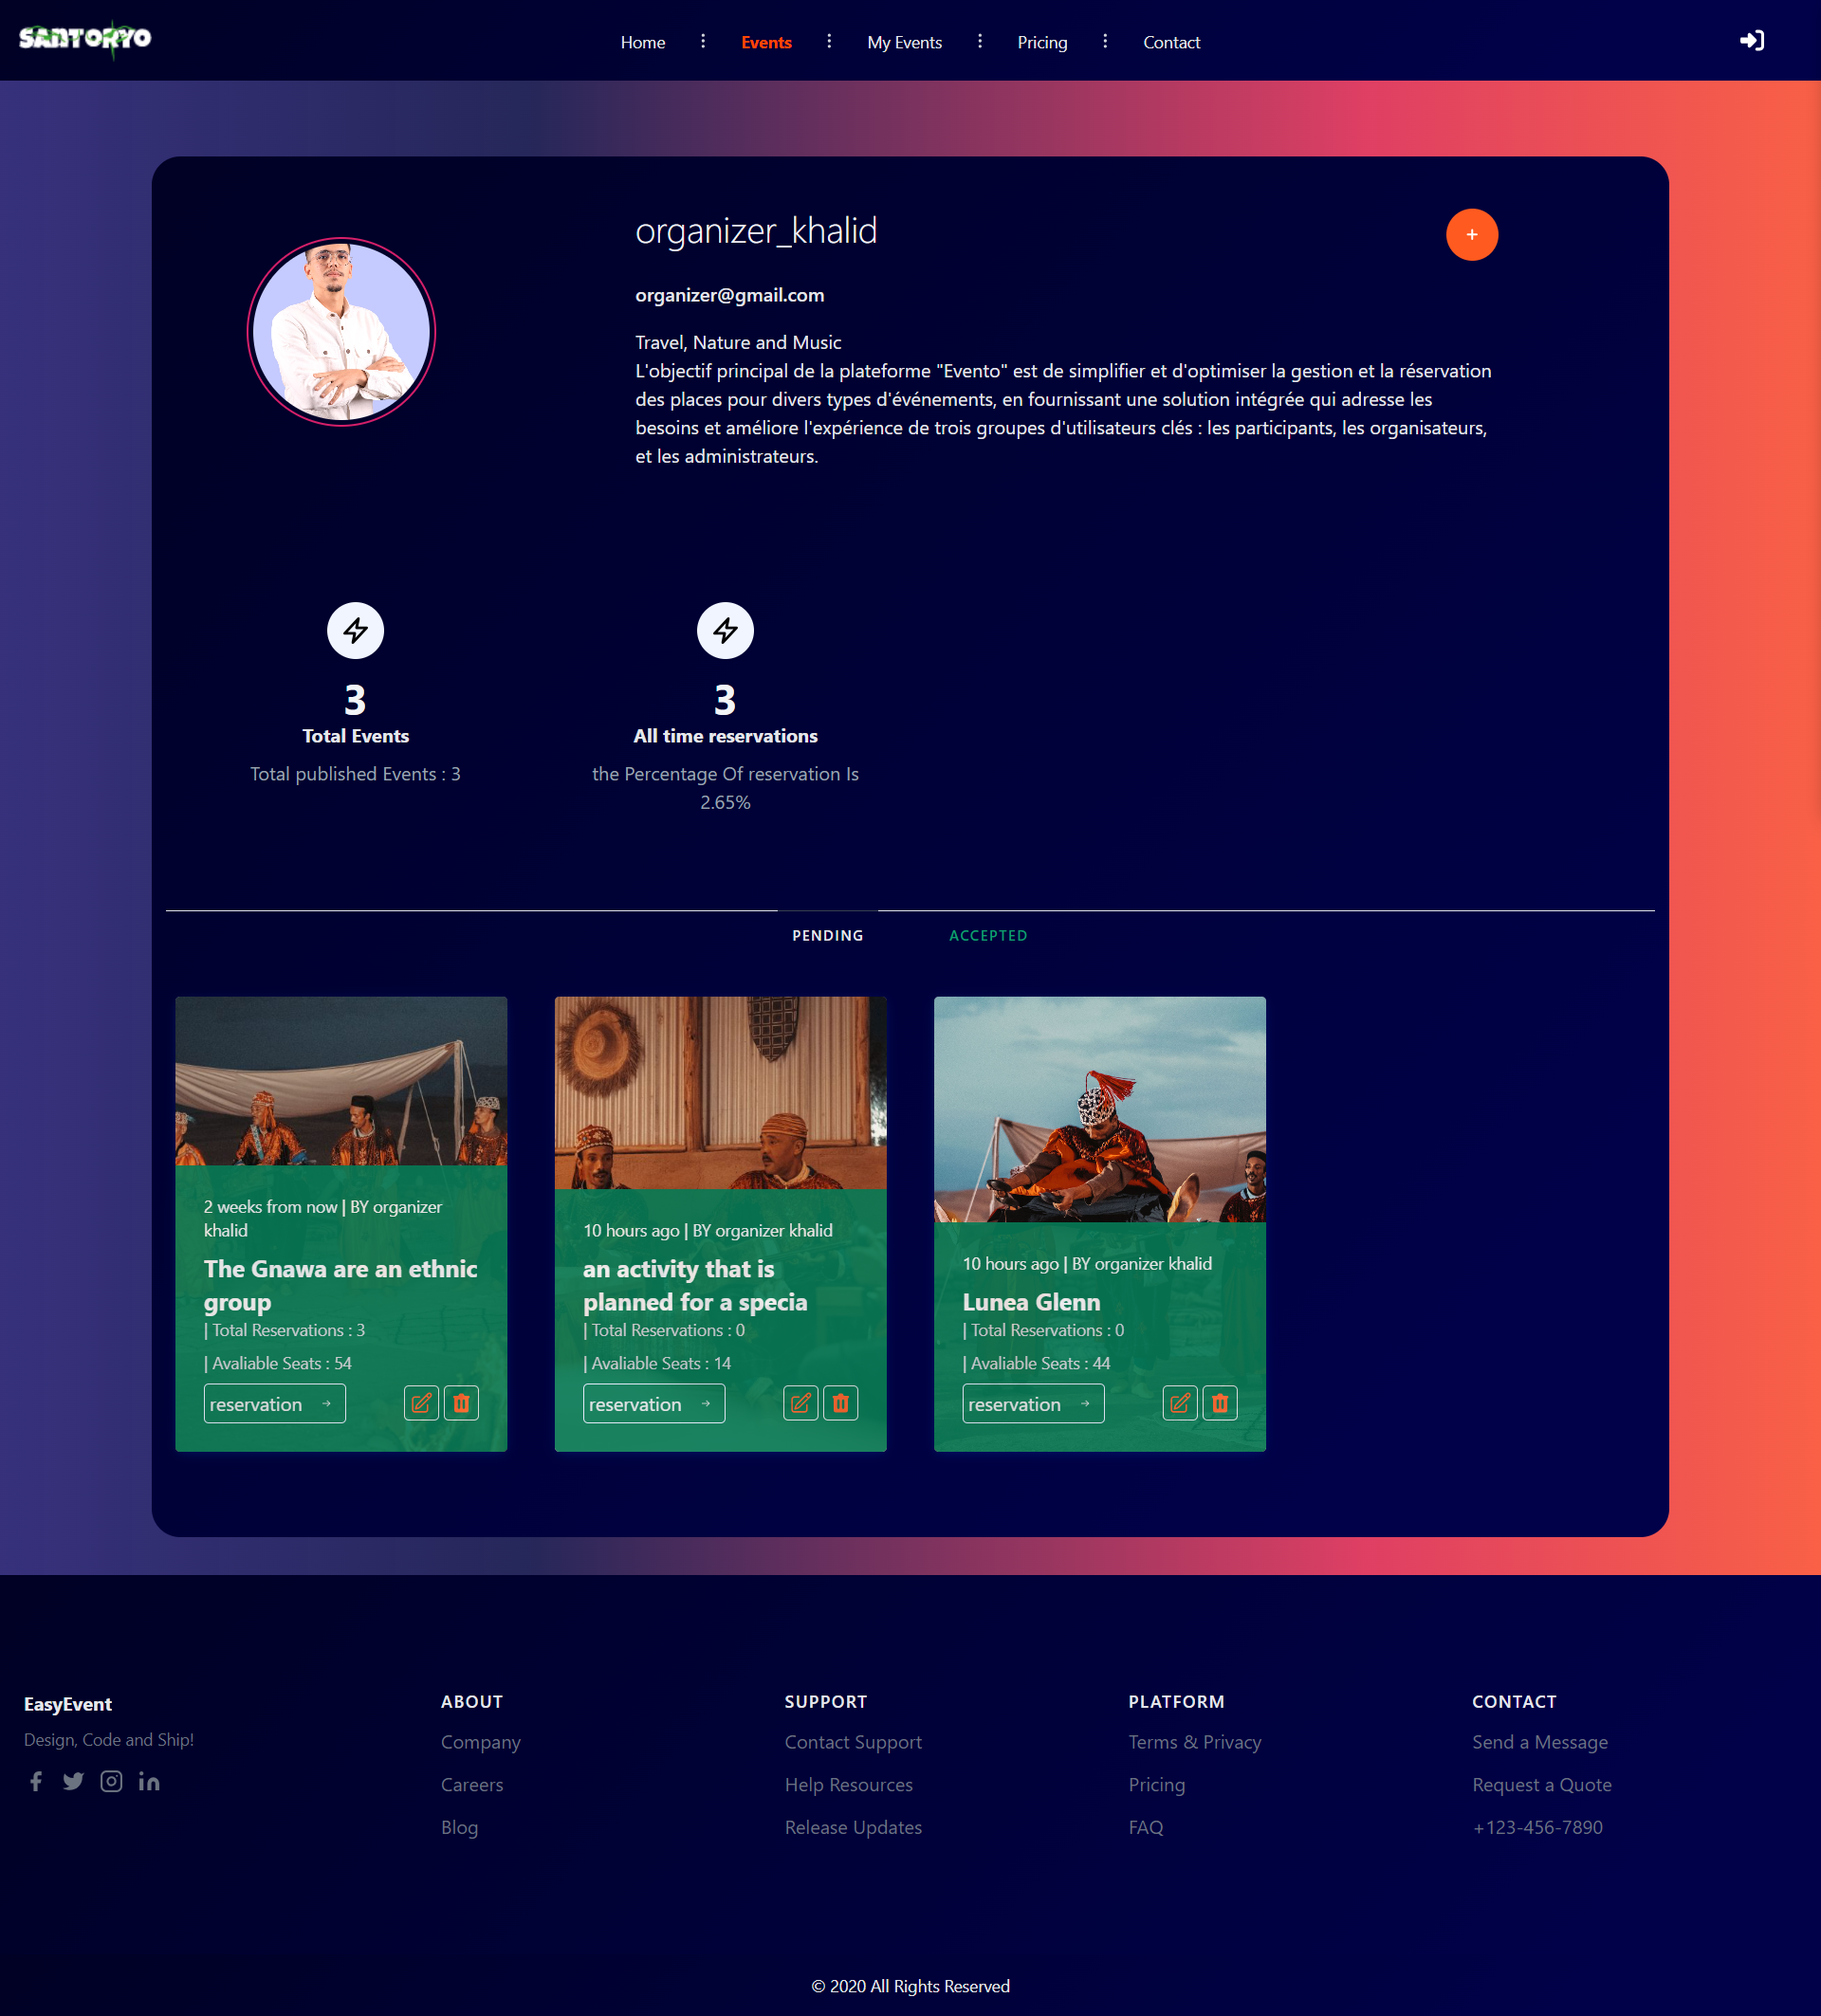 SANTORYO
Home
Events
My Events
Pricing
Contact
organizer_khalid
+
organizer@gmail.com
Travel, Nature and Music
L'objectif principal de la plateforme "Evento" est de simplifier et d'optimiser la gestion et la réservation
des places pour divers types d'événements, en fournissant une solution intégrée qui adresse les
besoins et améliore l'expérience de trois groupes d'utilisateurs clés : les participants, les organisateurs,
et les administrateurs.
3
Total Events
Total published Events : 3
3
All time reservations
the Percentage Of reservation Is
2.65%
PENDING
ACCEPTED
2 weeks from now | BY organizer
khalid
The Gnawa are an ethnic
group
| Total Reservations : 3
| Avaliable Seats : 54
reservation →
10 hours ago | BY organizer khalid
an activity that is
planned for a specia
| Total Reservations : 0
| Avaliable Seats : 14
reservation →
10 hours ago | BY organizer khalid
Lunea Glenn
| Total Reservations : 0
| Avaliable Seats : 44
reservation →
EasyEvent
Design, Code and Ship!
ABOUT
Company
Careers
Blog
SUPPORT
Contact Support
Help Resources
Release Updates
PLATFORM
Terms & Privacy
Pricing
FAQ
CONTACT
Send a Message
Request a Quote
+123-456-7890
© 2020 All Rights Reserved